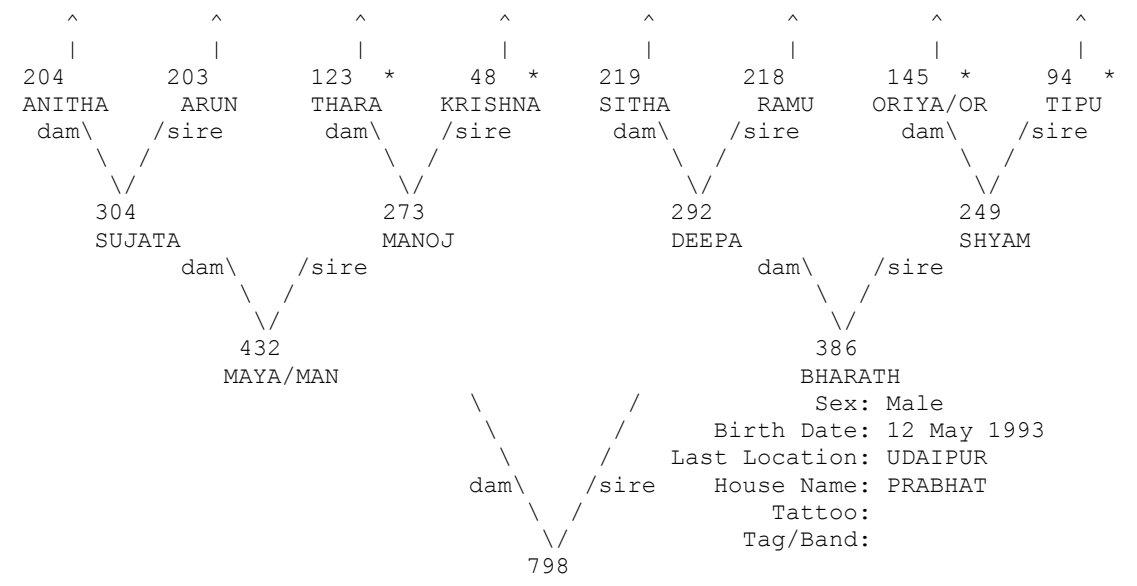 ^ ^ ^ ^ ^ ^ ^ ^
| | | | | | | |
204 203 123 * 48 * 219 218 145 * 94 *
ANITHA ARUN THARA KRISHNA SITHA RAMU ORIYA/OR TIPU
dam\ /sire dam\ /sire dam\ /sire dam\ /sire
\ / \ / \ / \ /
\/ \/ \/ \/
304 273 292 249
SUJATA MANOJ DEEPA SHYAM
dam\ /sire dam\ /sire
\ / \ /
\/ \/
432 386
MAYA/MAN BHARATH
\ / Sex: Male
\ / Birth Date: 12 May 1993
\ / Last Location: UDAIPUR
dam\ /sire House Name: PRABHAT
\ / Tattoo:
\/ Tag/Band:
798